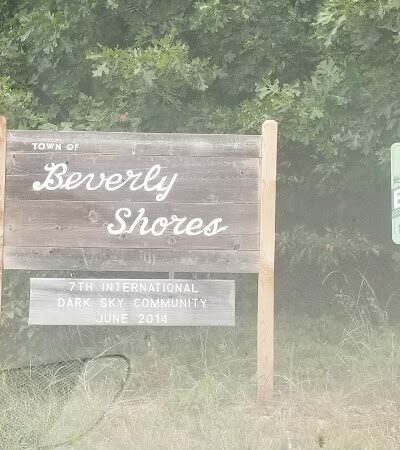 TOWN OF
Beverly
Shores
7TH INTERNATIONAL
DARK SKY COMMUNITY
JUNE 2014